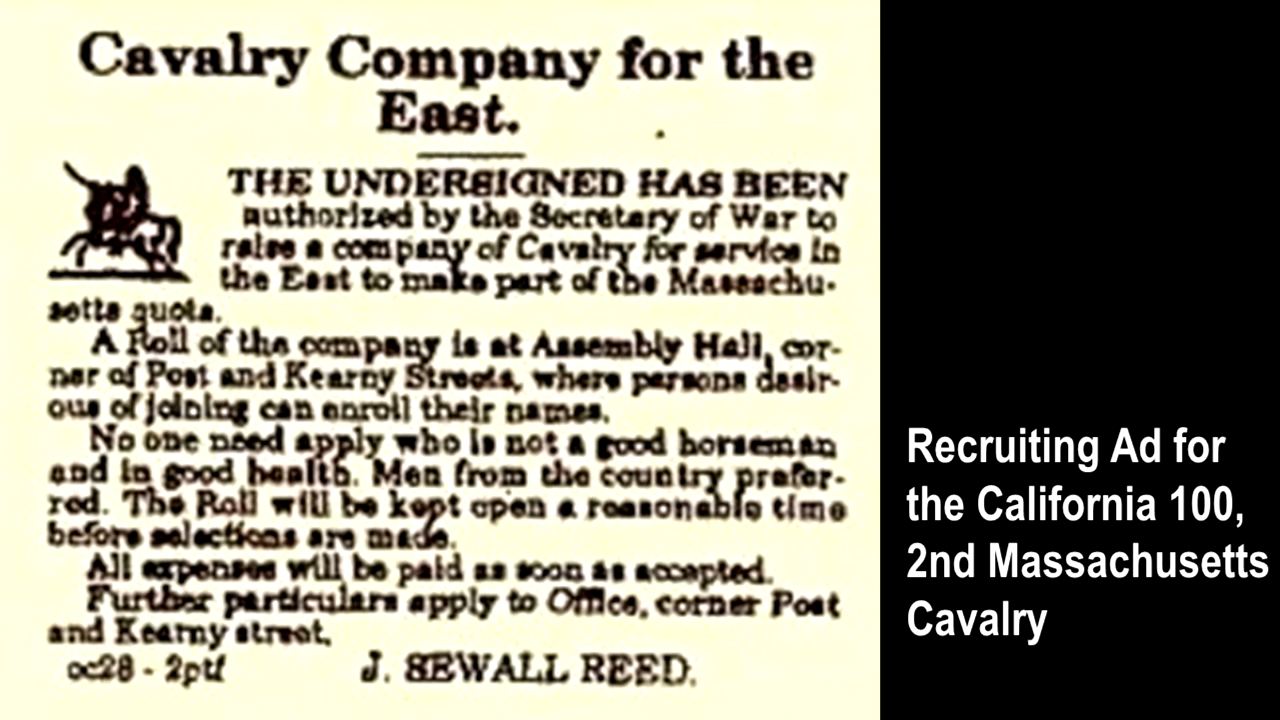 Cavalry Company for the
East.
THE UNDERSIGNED HAS BEEN
authorized by the Secretary of War to
raise a company of Cavalry for service in
the East to make part of the Massachu-
setts quota.
A Roll of the company is at Assembly Hall, cor-
ner of Post and Kearny Streets, where persons desir-
ous of joining can enroll their names.
No one need apply who is not a good horseman
and in good health. Men from the country prefer-
red. The Roll will be kept open a reasonable time
before selections are made.
All expenses will be paid as soon as accepted.
Further particulars apply to Office, corner Post
and Kearny street.
oc28 - 2ptf
J. SEWALL REED.
Recruiting Ad for
the California 100,
2nd Massachusetts
Cavalry